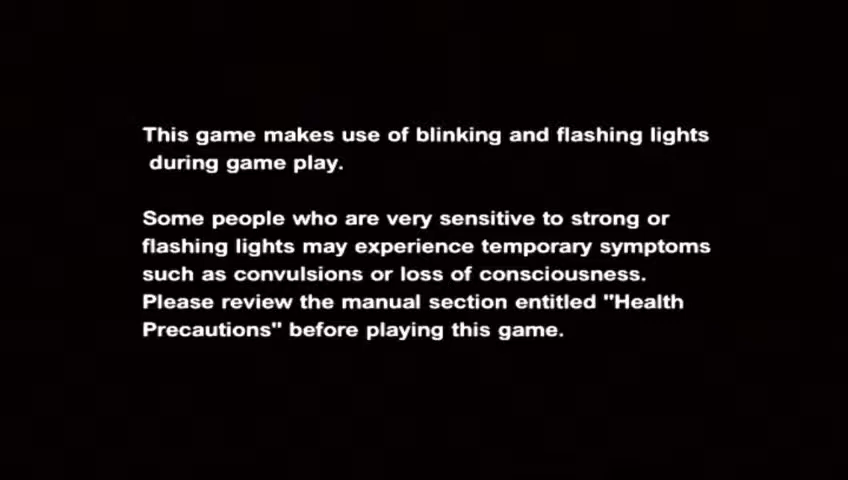 This game makes use of blinking and flashing lights
during game play.
Some people who are very sensitive to strong or
flashing lights may experience temporary symptoms
such as convulsions or loss of consciousness.
Please review the manual section entitled "Health
Precautions" before playing this game.